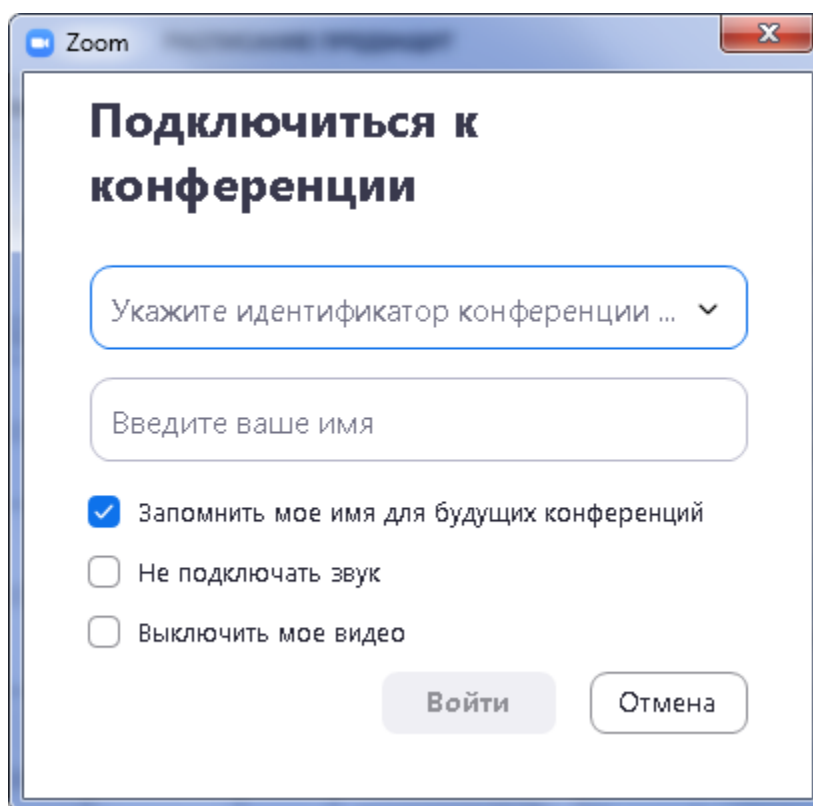 Zoom
Подключиться к
конференции
Укажите идентификатор конференции ...
Введите ваше имя
Запомнить мое имя для будущих конференций
Не подключать звук
Выключить мое видео
Войти
Отмена